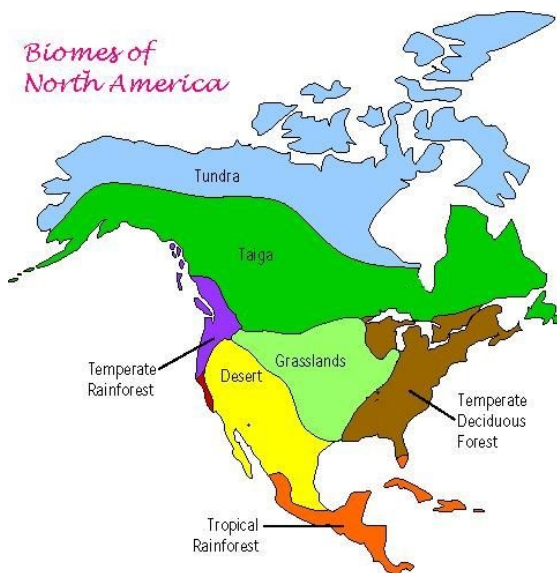 Biomes of
North America
Tundra
Taiga
Temperate
Rainforest
Desert
Grasslands
Temperate
Deciduous
Forest
Tropical
Rainforest